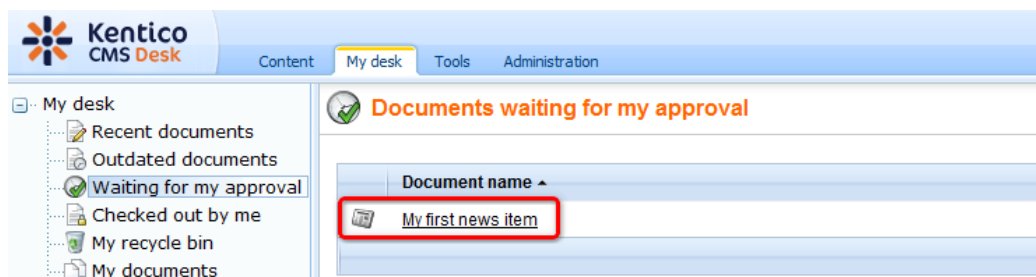 Kentico
CMS Desk
Content My desk Tools Administration
My desk
Recent documents
Outdated documents
Waiting for my approval
Checked out by me
My recycle bin
My documents
Documents waiting for my approval
Document name
My first news item